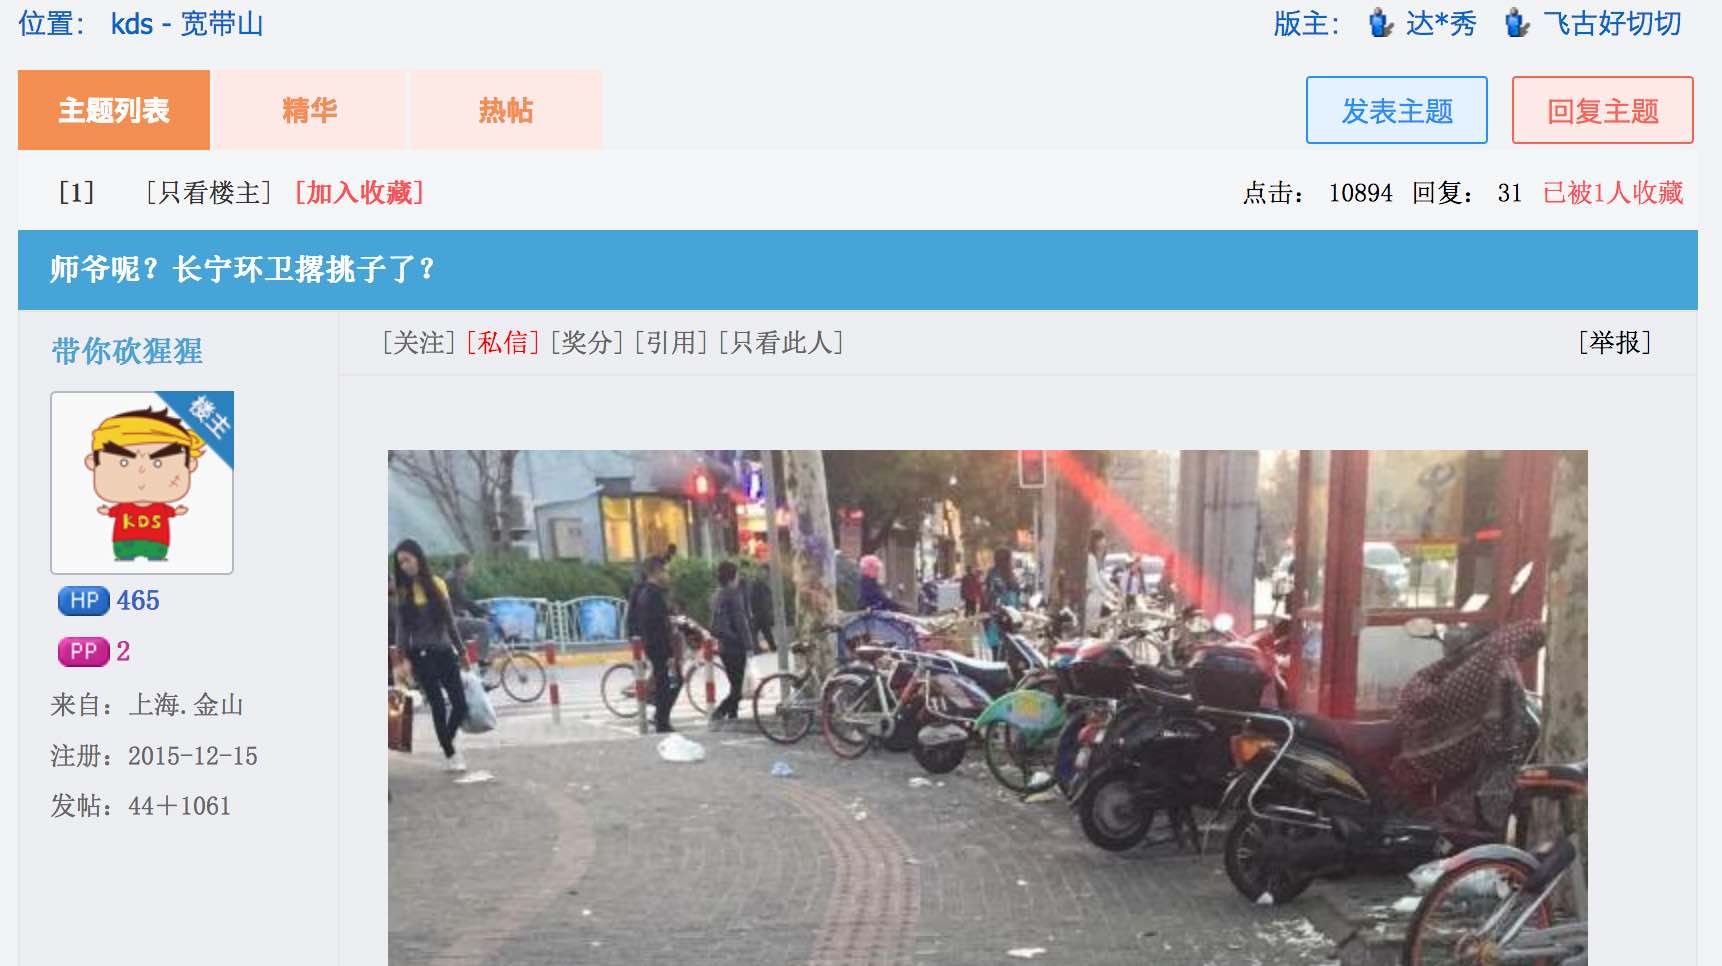 位置： kds - 宽带山
版主： 达*秀 飞古好切切
主题列表 精华 热帖 发表主题 回复主题
[1] [只看楼主] [加入收藏] 点击： 10894 回复： 31 已被1人收藏
师爷呢？长宁环卫撂挑子了？
带你砍猩猩
[关注] [私信] [奖分] [引用] [只看此人] [举报]
楼主
KDS
HP 465
PP 2
来自：上海.金山
注册：2015-12-15
发帖：44+1061